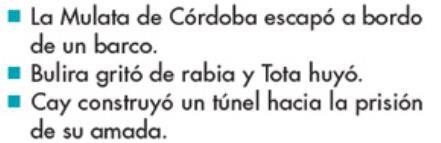 ■ La Mulata de Córdoba escapó a bordo
de un barco.
■ Bulira gritó de rabia y Tota huyó.
■ Cay construyó un túnel hacia la prisión
de su amada.